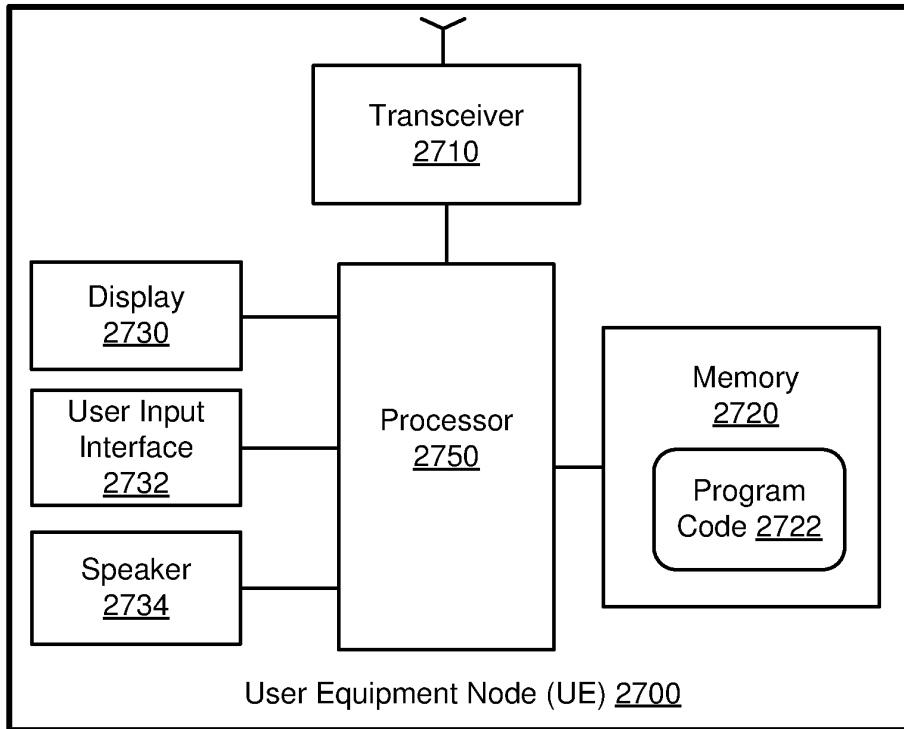 Transceiver
2710
Display
2730
User Input
Interface
2732
Speaker
2734
Processor
2750
Memory
2720
Program
Code 2722
User Equipment Node (UE) 2700